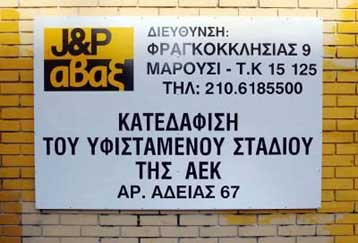 J&P
αβαξ
ΔΙΕΥΘΥΝΣΗ:
ΦΡΑΓΚΟΚΚΛΗΣΙΑΣ 9
ΜΑΡΟΥΣΙ - Τ.Κ 15 125
ΤΗΛ: 210.6185500
ΚΑΤΕΔΑΦΙΣΗ
ΤΟΥ ΥΦΙΣΤΑΜΕΝΟΥ ΣΤΑΔΙΟΥ
ΤΗΣ ΑΕΚ
ΑΡ. ΑΔΕΙΑΣ 67